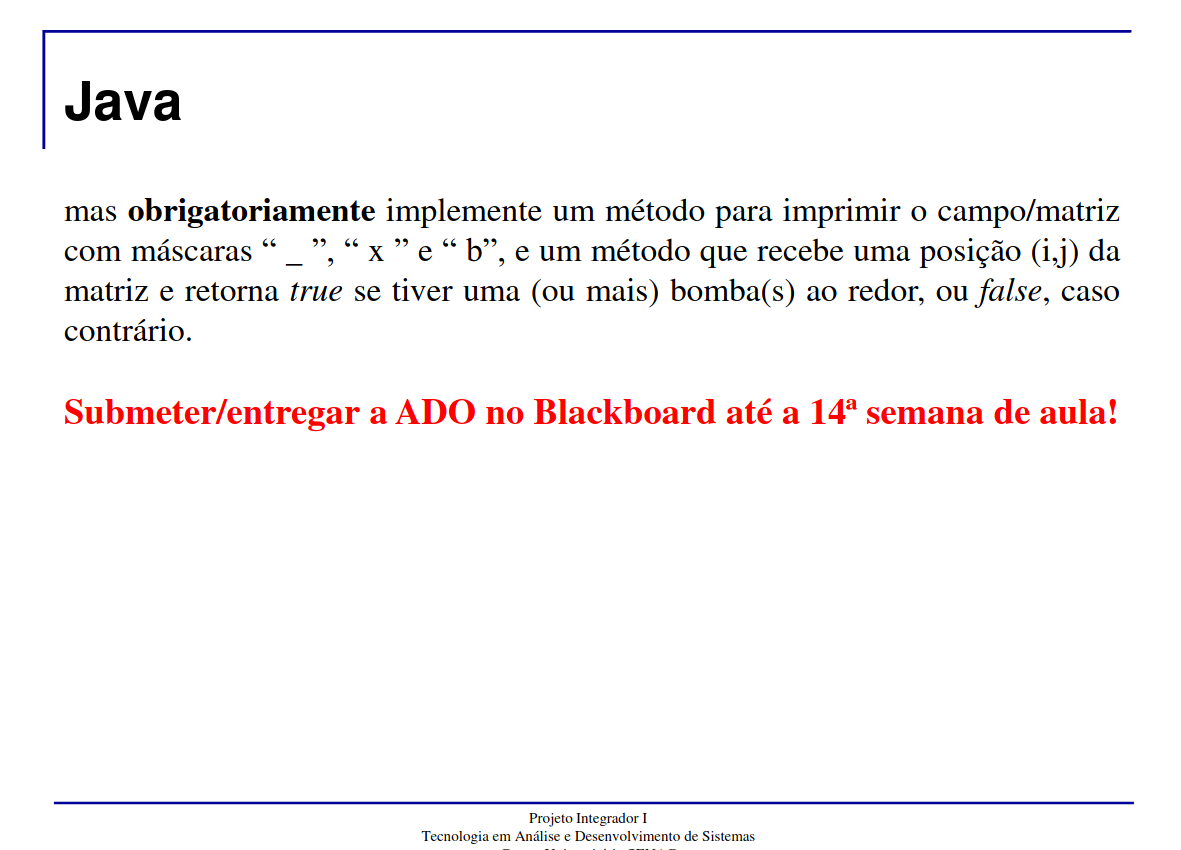 Java
mas obrigatoriamente implemente um método para imprimir o campo/matriz
com máscaras “ _ ”, “ x ” e “ b”, e um método que recebe uma posição (i,j) da
matriz e retorna true se tiver uma (ou mais) bomba(s) ao redor, ou false, caso
contrário.
Submeter/entregar a ADO no Blackboard até a 14ª semana de aula!
Projeto Integrador I
Tecnologia em Análise e Desenvolvimento de Sistemas